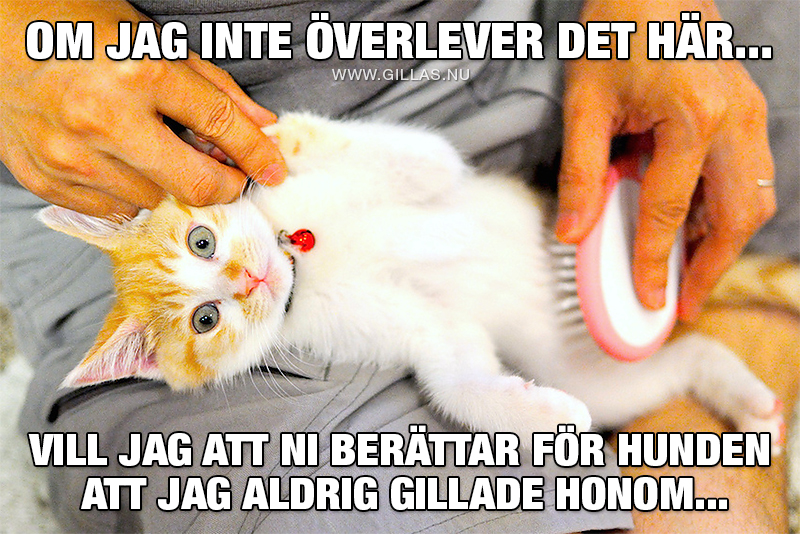 OM JAG INTE ÖVERLEVER DET HÄR...
WWW.GILLAS.NU
VILL JAG ATT NI BERÄTTAR FÖR HUNDEN
ATT JAG ALDRIG GILLADE HONOM...